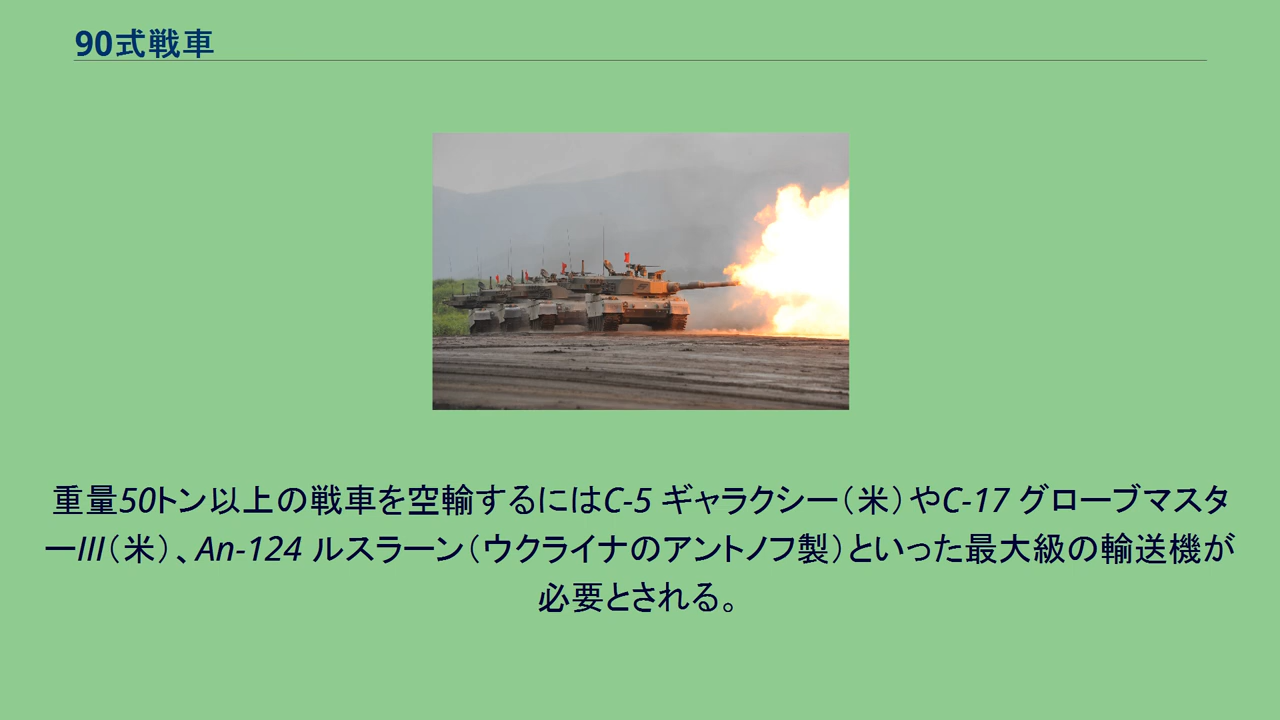 90式戦車
重量50トン以上の戦車を空輸するにはC-5 ギャラクシー（米）やC-17 グローブマスタ
ーIII（米）、An-124 ルスラーン（ウクライナのアントノフ製）といった最大級の輸送機が
必要とされる。